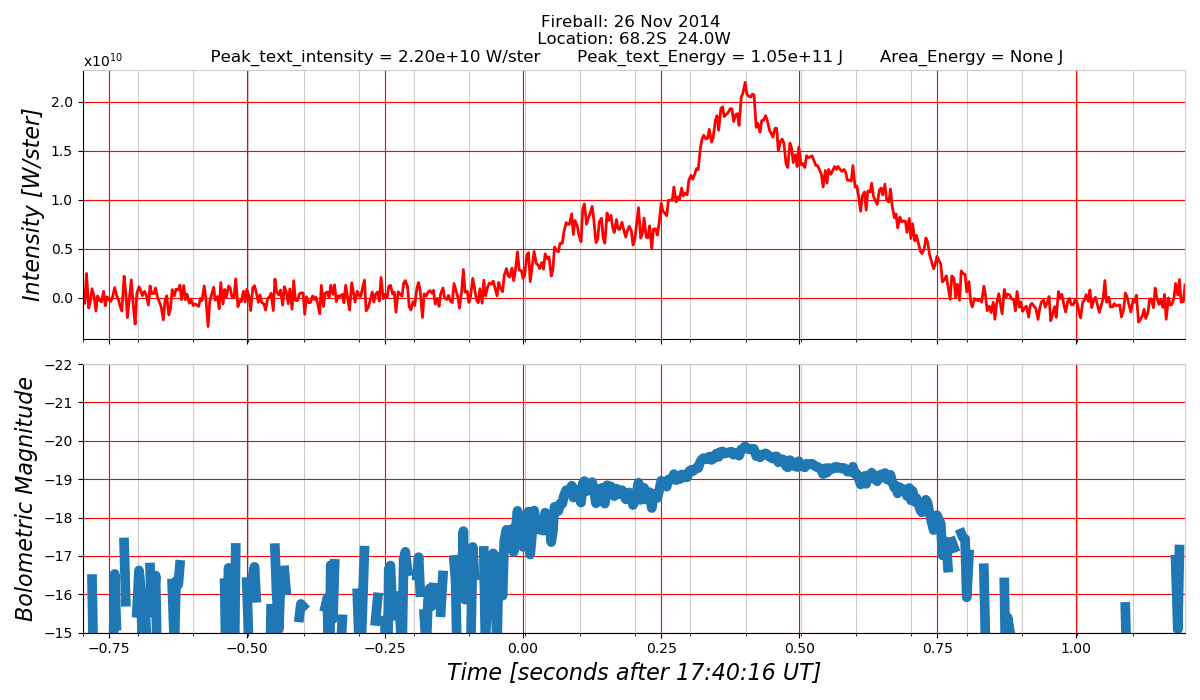 Fireball: 26 Nov 2014
Location: 68.2S  24.0W
Peak_text_intensity = 2.20e+10 W/ster       Peak_text_Energy = 1.05e+11 J       Area_Energy = None J
x10¹⁰
Intensity [W/ster]
2.0
1.5
1.0
0.5
0.0
Bolometric Magnitude
−22
−21
−20
−19
−18
−17
−16
−15
−0.75 −0.50 −0.25 0.00 0.25 0.50 0.75 1.00
Time [seconds after 17:40:16 UT]